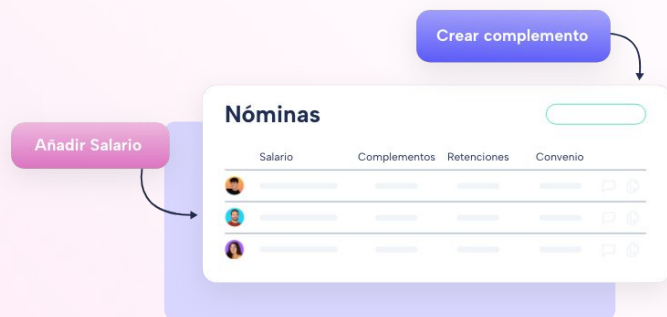 Crear complemento
Nóminas
Añadir Salario
Salario Complementos Retenciones Convenio